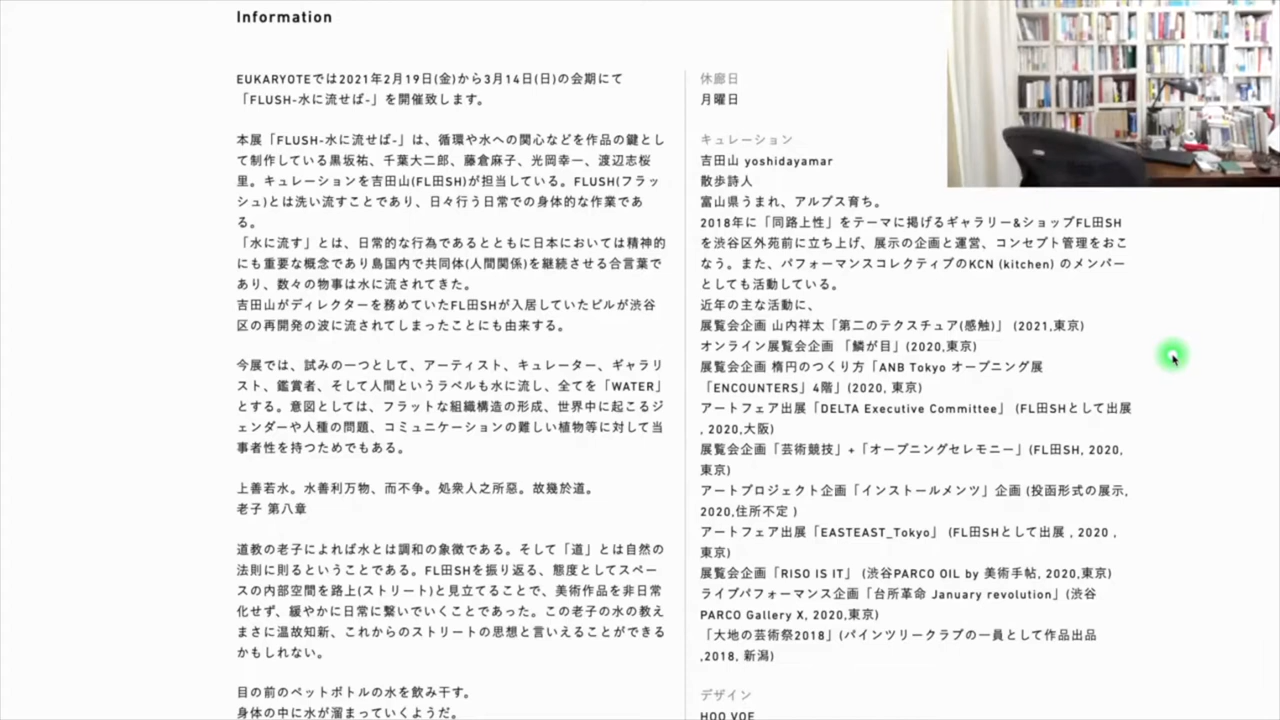 Information
EUKARYOTEでは2021年2月19日(金)から3月14日(日)の会期にて
「FLUSH-水に流せば-」を開催致します。
本展「FLUSH-水に流せば-」は、循環や水への関心などを作品の鍵とし
て制作している黒坂祐、千葉大二郎、藤倉麻子、光岡幸一、渡辺志桜
里。キュレーションを吉田山(FL田SH)が担当している。FLUSH(フラッ
シュ)とは洗い流すことであり、日々行う日常での身体的な作業であ
る。
「水に流す」とは、日常的な行為であるとともに日本においては精神的
にも重要な概念であり島国内で共同体(人間関係)を継続させる合言葉で
あり、数々の物事は水に流されてきた。
吉田山がディレクターを務めていたFL田SHが入居していたビルが渋谷
区の再開発の波に流されてしまったことにも由来する。
今展では、試みの一つとして、アーティスト、キュレーター、ギャラリ
スト、鑑賞者、そして人間というラベルも水に流し、全てを「WATER」
とする。意図としては、フラットな組織構造の形成、世界中に起こるジ
ェンダーや人種の問題、コミュニケーションの難しい植物等に対して当
事者性を持つためでもある。
上善若水。水善利万物、而不争。処衆人之所惡。故幾於道。
老子 第八章
道教の老子によれば水とは調和の象徴である。そして「道」とは自然の
法則に則るということである。FL田SHを振り返る、態度としてスペー
スの内部空間を路上(ストリート)と見立てることで、美術作品を非日常
化せず、緩やかに日常に繋いでいくことであった。この老子の水の教え
まさに温故知新、これからのストリートの思想と言いえることができる
かもしれない。
目の前のペットボトルの水を飲み干す。
身体の中に水が溜まっていくようだ。
休廊日
月曜日
キュレーション
吉田山 yoshidayamar
散歩詩人
富山県うまれ、アルプス育ち。
2018年に「同路上性」をテーマに掲げるギャラリー&ショップFL田SH
を渋谷区外苑前に立ち上げ、展示の企画と運営、コンセプト管理をおこ
なう。また、パフォーマンスコレクティブのKCN (kitchen) のメンバー
としても活動している。
近年の主な活動に、
展覧会企画 山内祥太「第二のテクスチュア(感触)」 (2021,東京)
オンライン展覧会企画 「鱗が目」(2020,東京)
展覧会企画 楕円のつくり方「ANB Tokyo オープニング展
「ENCOUNTERS」4階」(2020, 東京)
アートフェア出展「DELTA Executive Committee」 (FL田SHとして出展
, 2020,大阪)
展覧会企画「芸術競技」+「オープニングセレモニー」(FL田SH, 2020,
東京)
アートプロジェクト企画「インストールメンツ」企画 (投函形式の展示,
2020,住所不定 )
アートフェア出展「EASTEAST_Tokyo」 (FL田SHとして出展 , 2020 ,
東京)
展覧会企画「RISO IS IT」 (渋谷PARCO OIL by 美術手帖, 2020,東京)
ライブパフォーマンス企画「台所革命 January revolution」(渋谷
PARCO Gallery X, 2020,東京)
「大地の芸術祭2018」(パインツリークラブの一員として作品出品
,2018, 新潟)
デザイン
HOO VOE